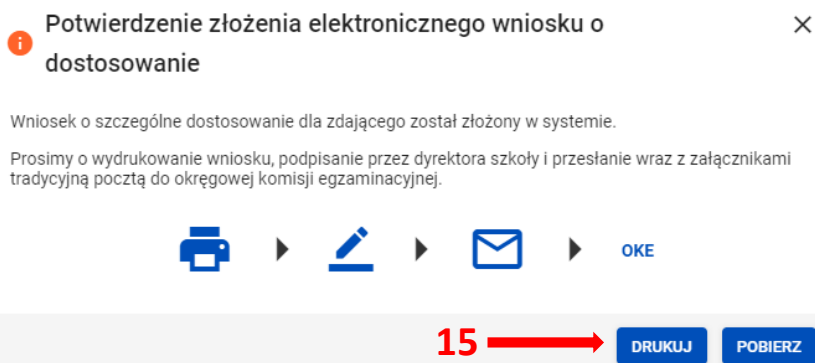 Potwierdzenie złożenia elektronicznego wniosku o
dostosowanie
Wniosek o szczególne dostosowanie dla zdającego został złożony w systemie.
Prosimy o wydrukowanie wniosku, podpisanie przez dyrektora szkoły i przesłanie wraz z załącznikami
tradycyjną pocztą do okręgowej komisji egzaminacyjnej.
OKE
15 DRUKUJ POBIERZ